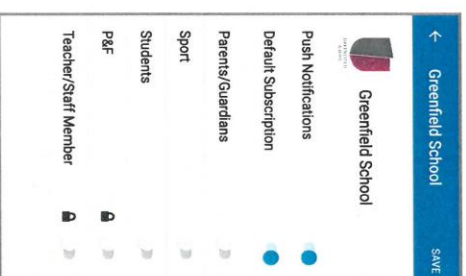 ← Greenfield School SAVE
Greenfield School
Push Notifications
Default Subscription
Parents/Guardians
Sport
Students
P&F
Teacher/Staff Member